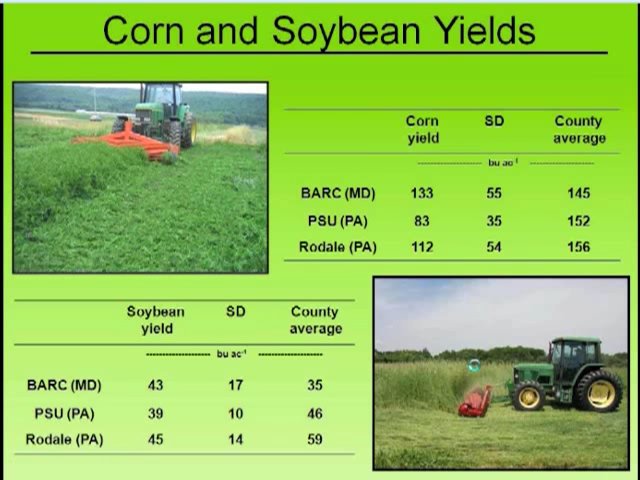 Corn and Soybean Yields
Corn yield SD County average
bu ac-1
BARC (MD) 133 55 145
PSU (PA) 83 35 152
Rodale (PA) 112 54 156
Soybean yield SD County average
bu ac-1
BARC (MD) 43 17 35
PSU (PA) 39 10 46
Rodale (PA) 45 14 59